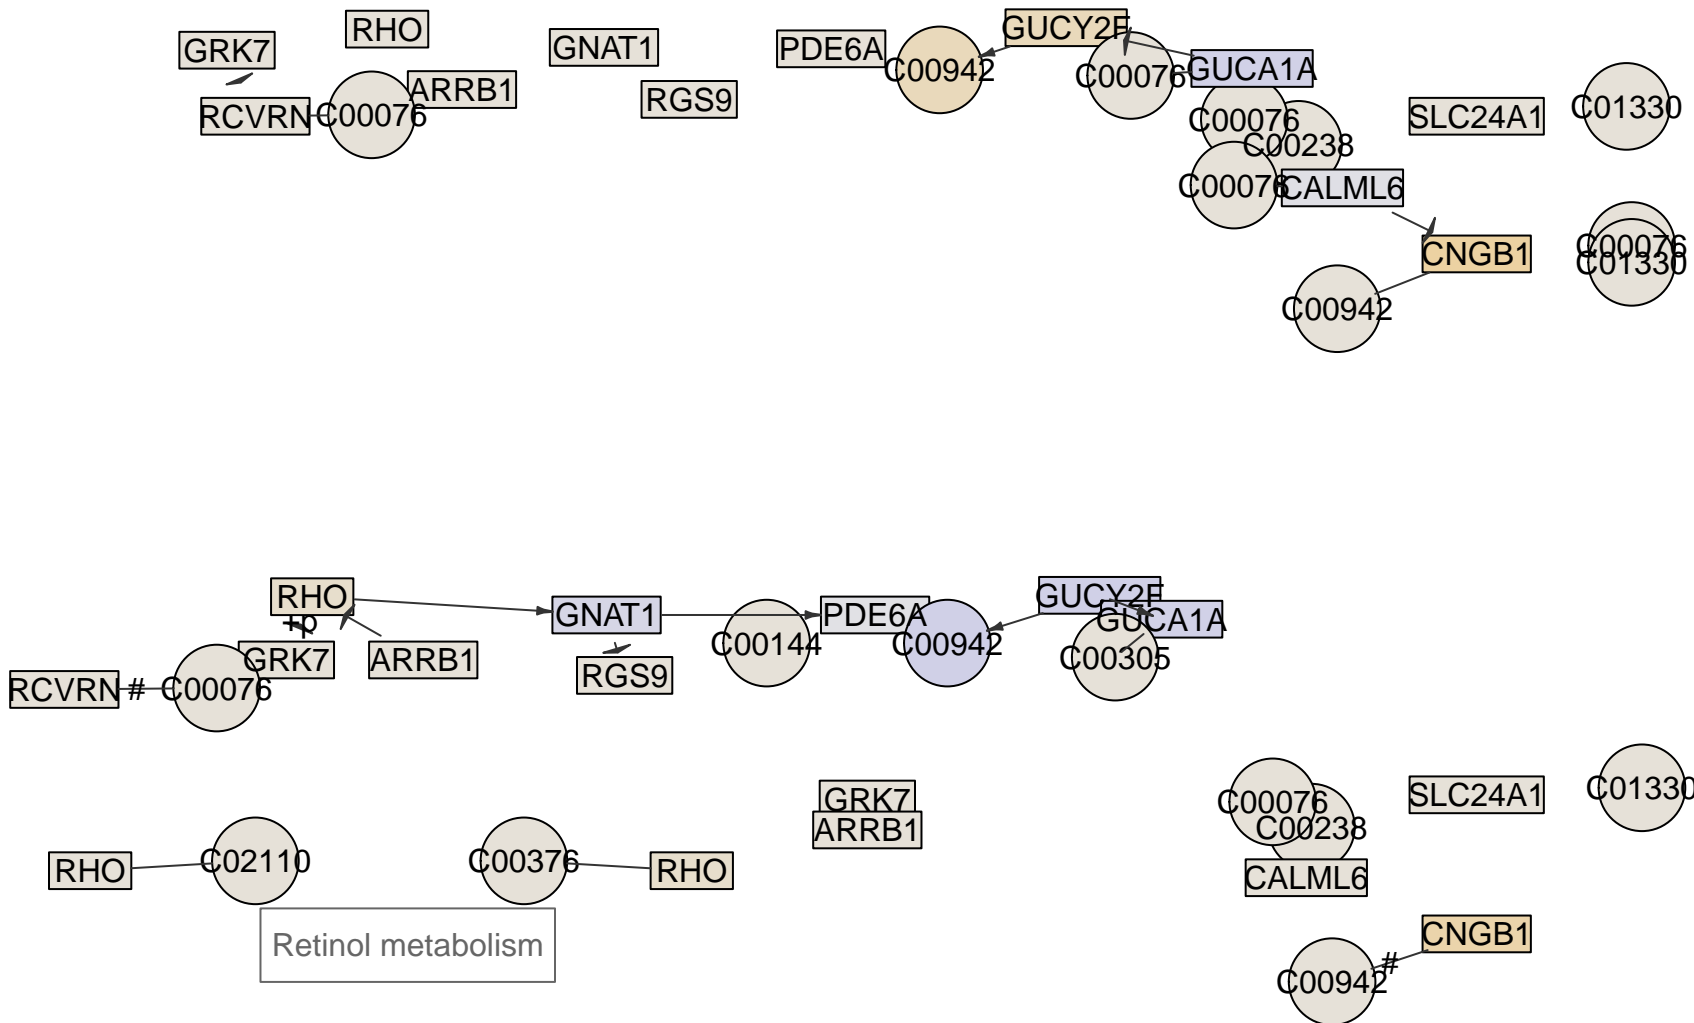 RHO
GRK7
GNAT1
PDE6A
C00942
GUCY2F
C00076
GUCA1A
ARRB1
RCVRN
C00076
RGS9
C00076
C00238
SLC24A1
C01330
C00076
CALML6
CNGB1
C00076
C01330
C00942
RHO
+p
GNAT1
PDE6A
GUCY2F
GUCA1A
GRK7
ARRB1
RGS9
C00144
C00942
C00305
RCVRN
#
C00076
GRK7
ARRB1
C00076
C00238
SLC24A1
C01330
RHO
C02110
C00376
RHO
CALML6
Retinol metabolism
CNGB1
#
C00942